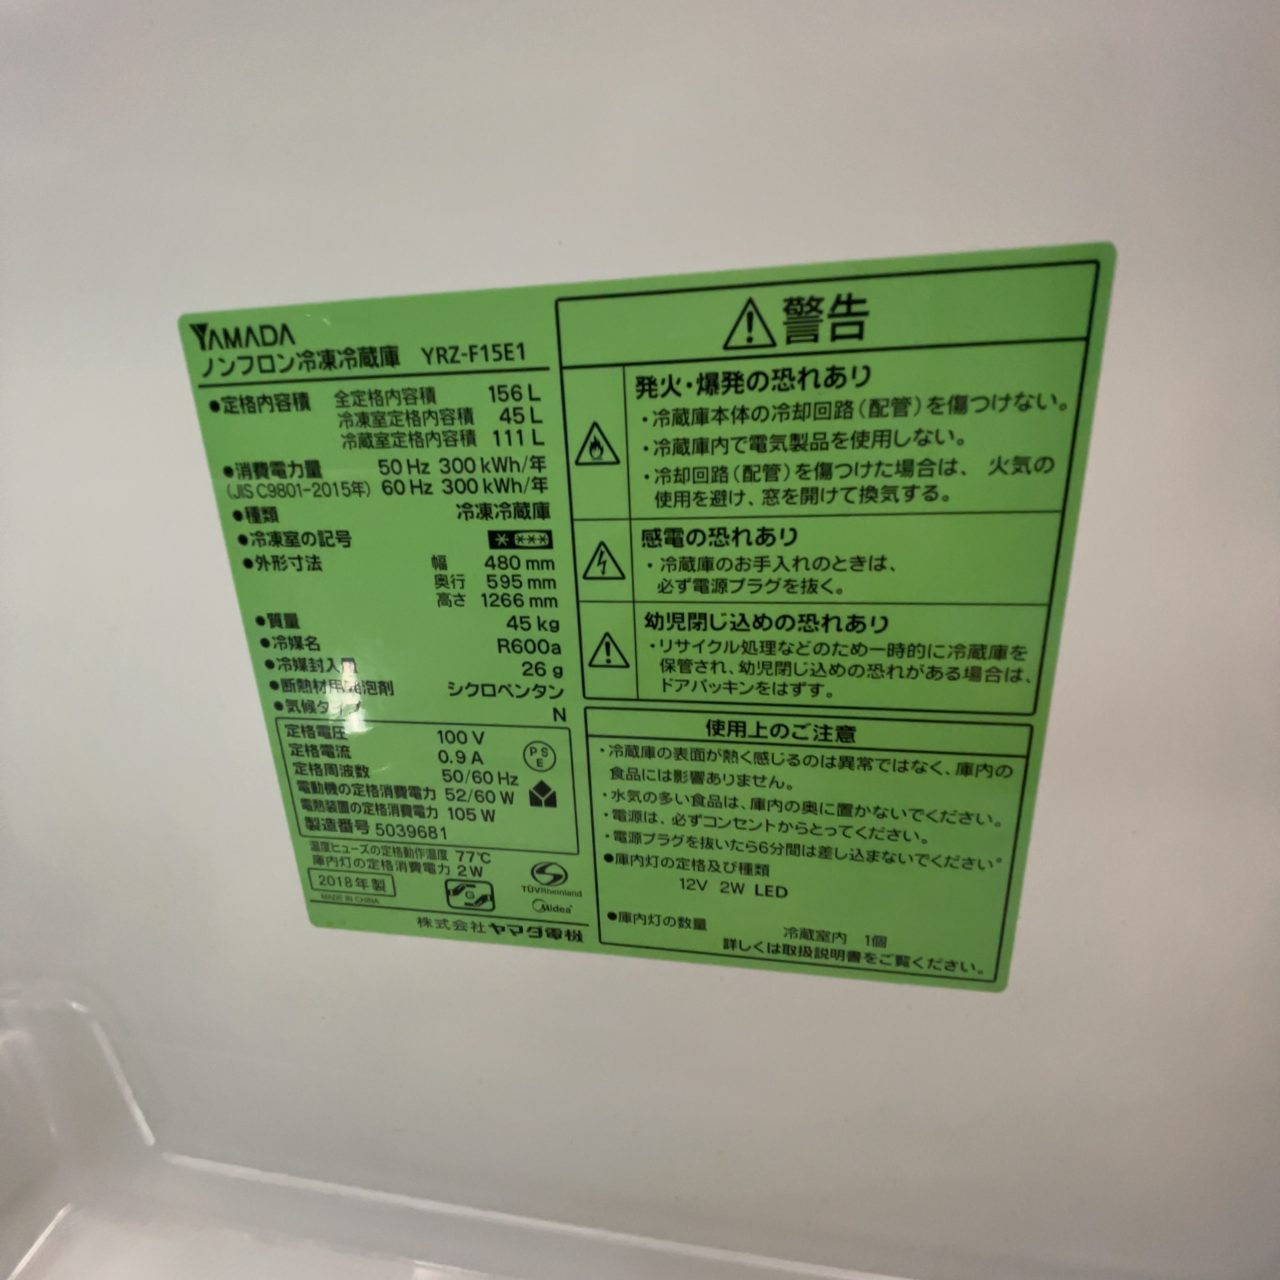 YAMADA
ノンフロン冷凍冷蔵庫 YRZ-F15E1
●定格内容積 全定格内容積 156 L
冷凍室定格内容積 45 L
冷蔵室定格内容積 111 L
●消費電力量 50 Hz 300 kWh/年
(JIS C9801-2015年) 60 Hz 300 kWh/年
●種類 冷凍冷蔵庫
●冷凍室の記号
●外形寸法 幅 480 mm
奥行 595 mm
高さ 1266 mm
●質量 45 kg
●冷媒名 R600a
●冷媒封入量 26 g
●断熱材用発泡剤 シクロペンタン
●気候タイプ N
定格電圧 100 V
定格電流 0.9 A
定格周波数 50/60 Hz
電動機の定格消費電力 52/60 W
電熱装置の定格消費電力 105 W
製造番号 5039681
PS
E
温度ヒューズの定格動作温度 77℃
庫内灯の定格消費電力 2W
2018年製
MADE IN CHINA
G
TÜVRheinland
Midea
株式会社ヤマダ電機
警告
発火・爆発の恐れあり
・冷蔵庫本体の冷却回路(配管)を傷つけない。
・冷蔵庫内で電気製品を使用しない。
・冷却回路(配管)を傷つけた場合は、火気の
使用を避け、窓を開けて換気する。
感電の恐れあり
・冷蔵庫のお手入れのときは、
必ず電源プラグを抜く。
幼児閉じ込めの恐れあり
・リサイクル処理などのため一時的に冷蔵庫を
保管され、幼児閉じ込めの恐れがある場合は、
ドアパッキンをはずす。
使用上のご注意
・冷蔵庫の表面が熱く感じるのは異常ではなく、庫内の
食品には影響ありません。
・水気の多い食品は、庫内の奥に置かないでください。
・電源は、必ずコンセントからとってください。
・電源プラグを抜いたら6分間は差し込まないでください。
●庫内灯の定格及び種類
12V 2W LED
●庫内灯の数量
冷蔵室内 1個
詳しくは取扱説明書をご覧ください。